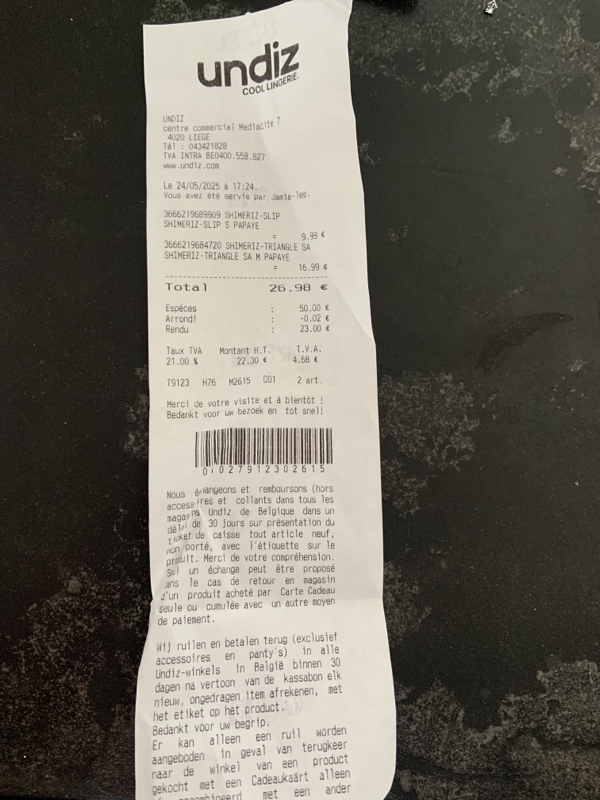 undiz
COOL LINGERIE.
UNDIZ
centre commercial Mediacité 7
4020 LIEGE
Tél : 043421828
TVA INTRA BE0400.558.827
www.undiz.com
Le 24/05/2025 à 17:24.
Vous avez été servie par Jamie-lee.
3666219689909 SHIMERIZ-SLIP
SHIMERIZ-SLIP S PAPAYE
= 9.99 €
3666219684720 SHIMERIZ-TRIANGLE SA
SHIMERIZ-TRIANGLE SA M PAPAYE
= 16.99 €
Total 26.98 €
Espèces : 50.00 €
Arrondi : -0.02 €
Rendu : 23.00 €
Taux TVA Montant H.T. T.V.A.
21.00 % 22.30 € 4.68 €
T9123 H76 M2615 C01 2 art.
Merci de votre visite et à bientôt !
Bedankt voor uw bezoek en tot snel!
0102791230 2615
Nous échangeons et remboursons (hors
accessoires et collants dans tous les
magasins Undiz de Belgique dans un
délai de 30 jours sur présentation du
ticket de caisse tout article neuf,
non porté, avec l'étiquette sur le
produit. Merci de votre compréhension.
Seul un échange peut être proposé
dans le cas de retour en magasin
d'un produit acheté par Carte Cadeau
seule ou cumulée avec un autre moyen
de paiement.
Wij ruilen en betalen terug (exclusief
accessoires en panty's) in alle
Undiz-winkels in België binnen 30
dagen na vertoon van de kassabon elk
nieuw, ongedragen item afrekenen, met
het etiket op het product.
Bedankt voor uw begrip.
Er kan alleen een ruil worden
aangeboden in geval van terugkeer
naar de winkel van een product
gekocht met een Cadeaukaart alleen
met een ander